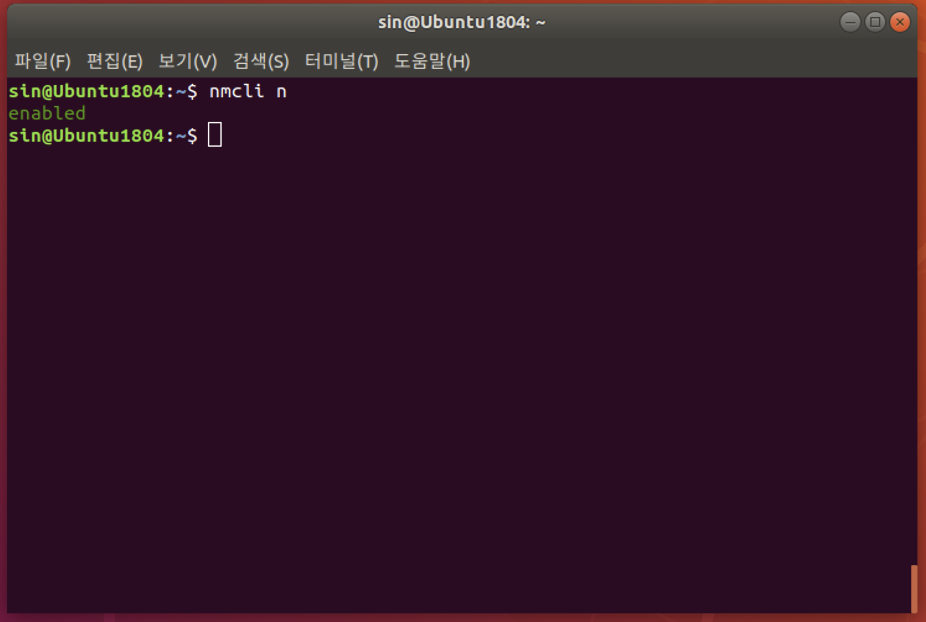 sin@Ubuntu1804: ~
파일(F) 편집(E) 보기(V) 검색(S) 터미널(T) 도움말(H)
sin@Ubuntu1804:~$ nmcli n
enabled
sin@Ubuntu1804:~$